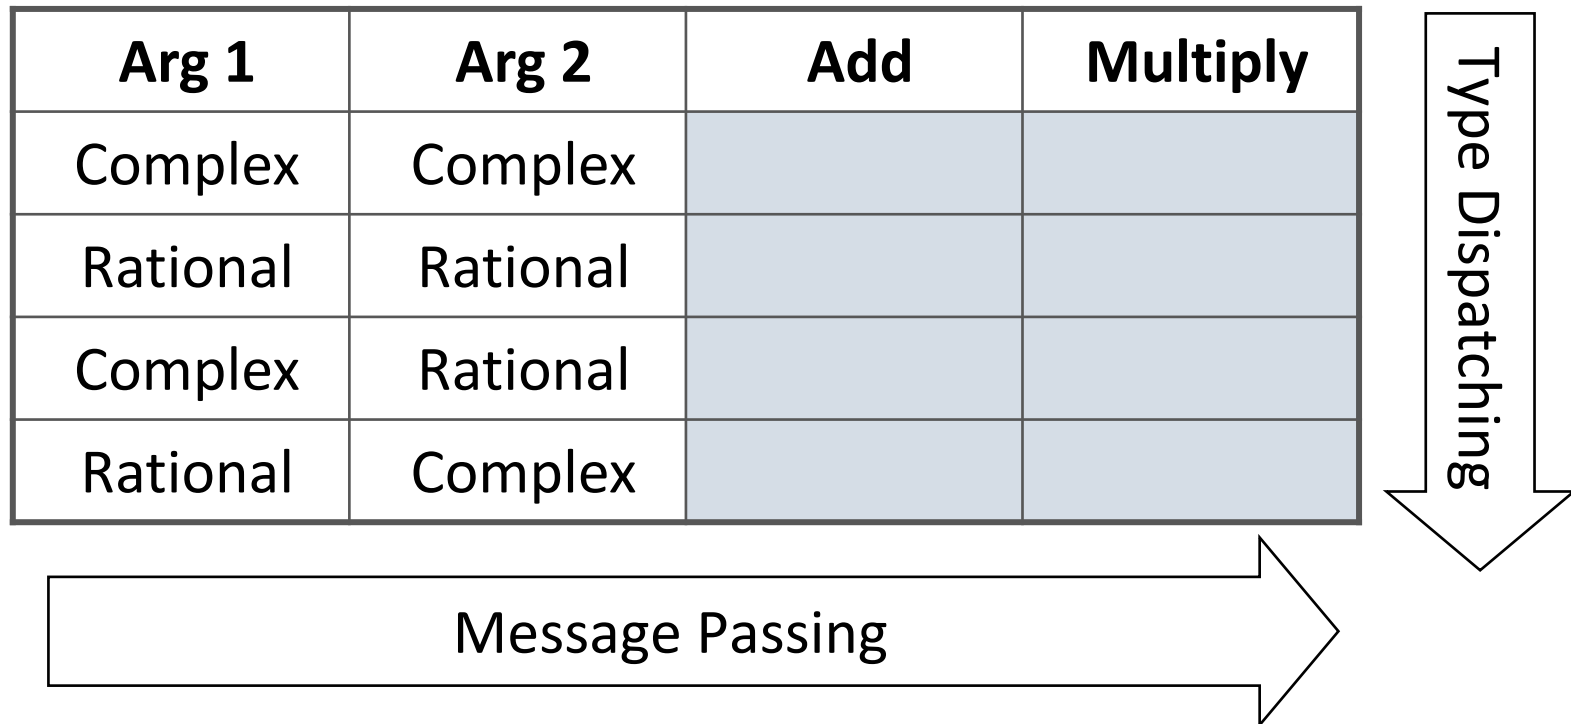 Arg 1 Arg 2 Add Multiply
Complex Complex
Rational Rational
Complex Rational
Rational Complex
Type Dispatching
Message Passing